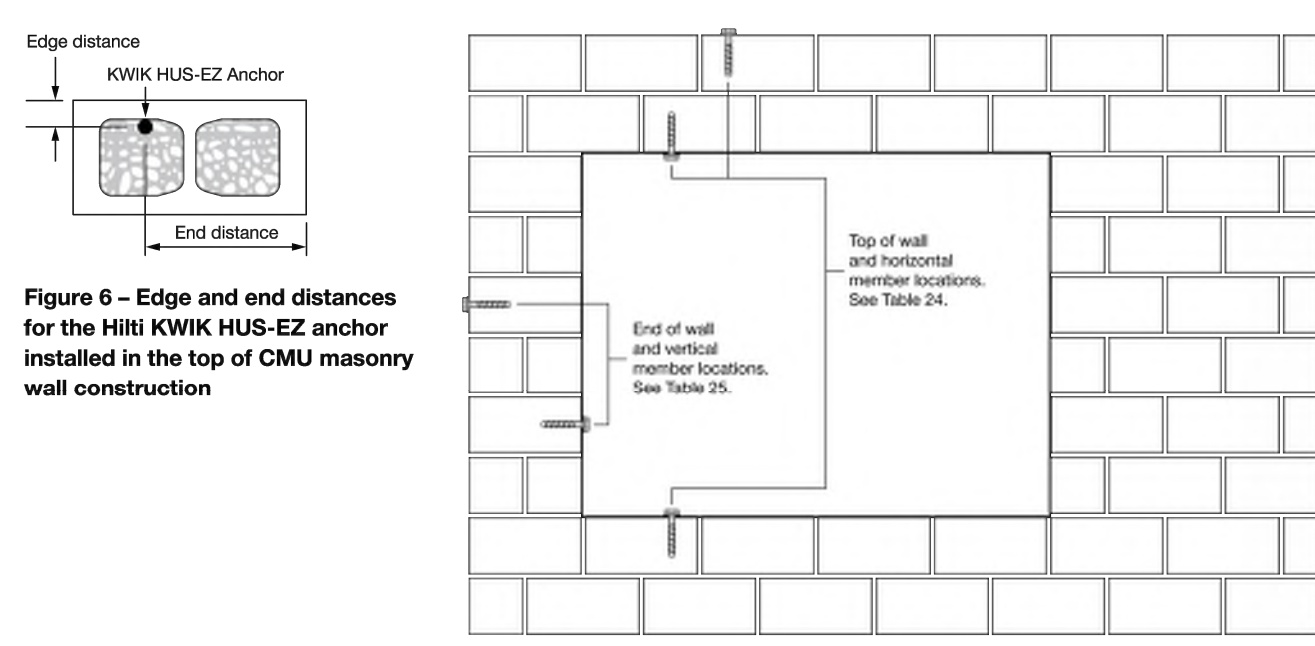 Edge distance
KWIK HUS-EZ Anchor
End distance
Figure 6 – Edge and end distances
for the Hilti KWIK HUS-EZ anchor
installed in the top of CMU masonry
wall construction
Top of wall
and horizontal
member locations.
See Table 24.
End of wall
and vertical
member locations.
See Table 25.